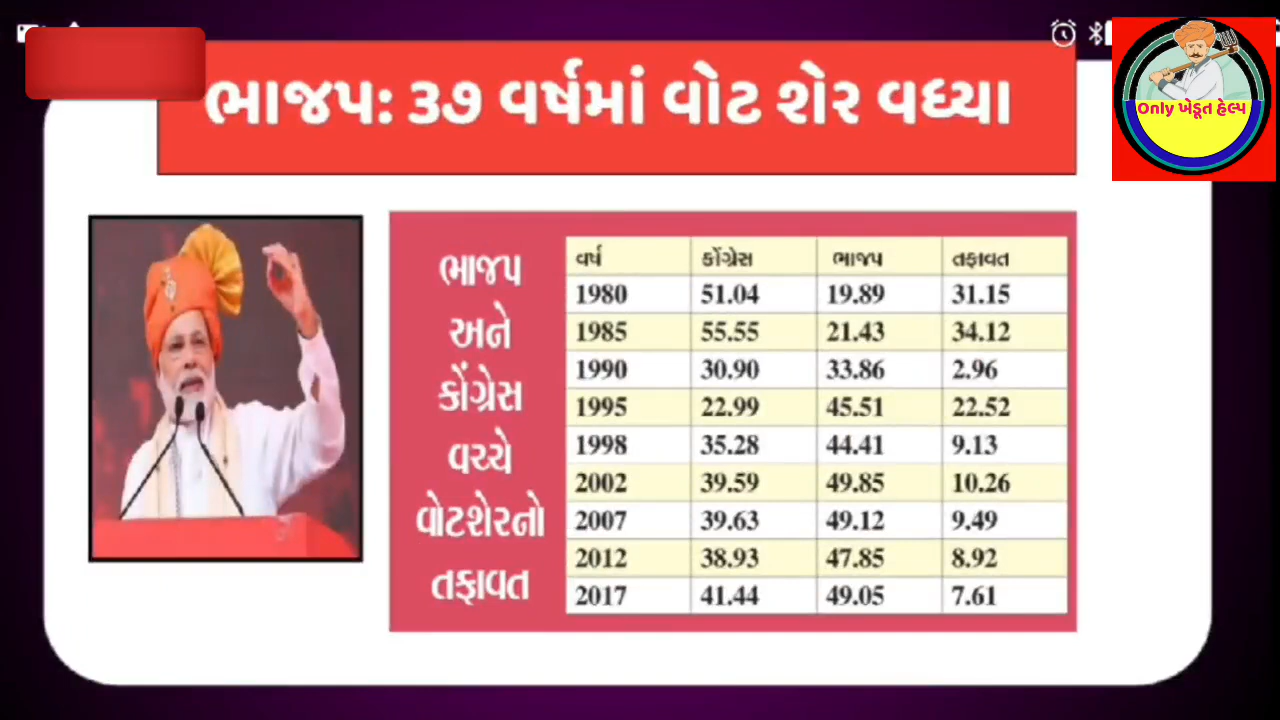 ભાજપ: ૩૭ વર્ષમાં વોટ શેર વધ્યા
Only ખેડૂત હેલ્પ
ભાજપ
અને
કોંગ્રેસ
વચ્ચે
વોટશેરનો
તફાવત
વર્ષ કોંગ્રેસ ભાજપ તફાવત
1980 51.04 19.89 31.15
1985 55.55 21.43 34.12
1990 30.90 33.86 2.96
1995 22.99 45.51 22.52
1998 35.28 44.41 9.13
2002 39.59 49.85 10.26
2007 39.63 49.12 9.49
2012 38.93 47.85 8.92
2017 41.44 49.05 7.61